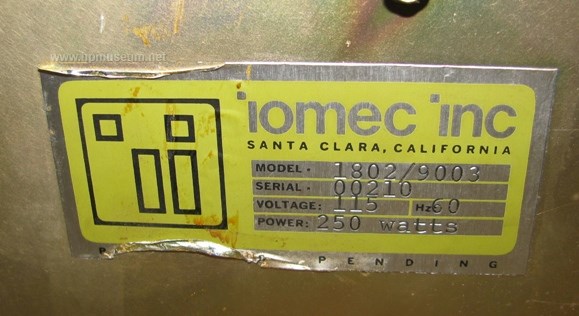 www.hpmuseum.net
iomec inc
SANTA CLARA, CALIFORNIA
MODEL· 1802/9003
SERIAL· 00210
VOLTAGE: 115 Hz 60
POWER: 250 watts
PENDING